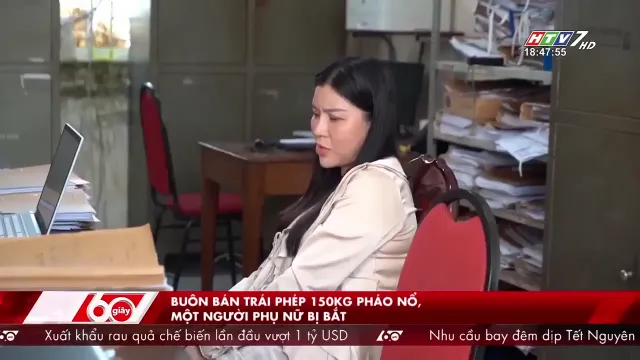 HTV7 HD
18:47:55
60 giây
BUÔN BÁN TRÁI PHÉP 150KG PHÁO NỔ,
MỘT NGƯỜI PHỤ NỮ BỊ BẮT
60 Xuất khẩu rau quả chế biến lần đầu vượt 1 tỷ USD 60 Nhu cầu bay đêm dịp Tết Nguyên